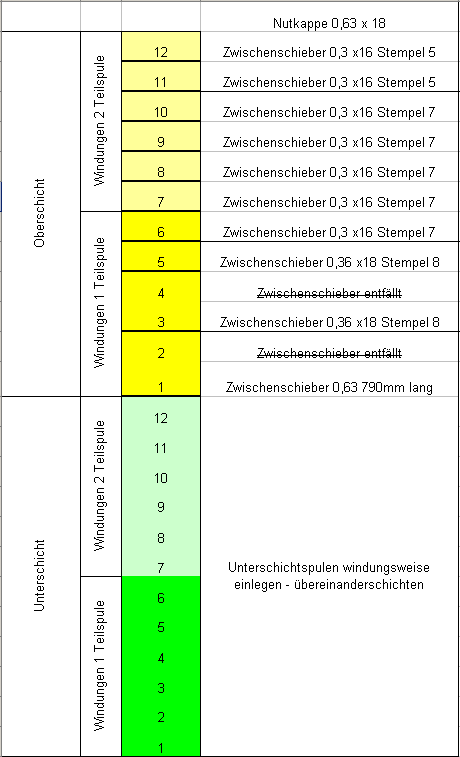 Nutkappe 0,63 x 18
Oberschicht
Windungen 2 Teilspule
12 Zwischenschieber 0,3 x16 Stempel 5
11 Zwischenschieber 0,3 x16 Stempel 5
10 Zwischenschieber 0,3 x16 Stempel 7
9 Zwischenschieber 0,3 x16 Stempel 7
8 Zwischenschieber 0,3 x16 Stempel 7
7 Zwischenschieber 0,3 x16 Stempel 7
Windungen 1 Teilspule
6 Zwischenschieber 0,3 x16 Stempel 7
5 Zwischenschieber 0,36 x18 Stempel 8
4 Zwischenschieber entfällt
3 Zwischenschieber 0,36 x18 Stempel 8
2 Zwischenschieber entfällt
1 Zwischenschieber 0,63 790mm lang
Unterschicht
Windungen 2 Teilspule
12
11
10
9
8
7
Unterschichtspulen windungsweise
einlegen - übereinanderschichten
Windungen 1 Teilspule
6
5
4
3
2
1